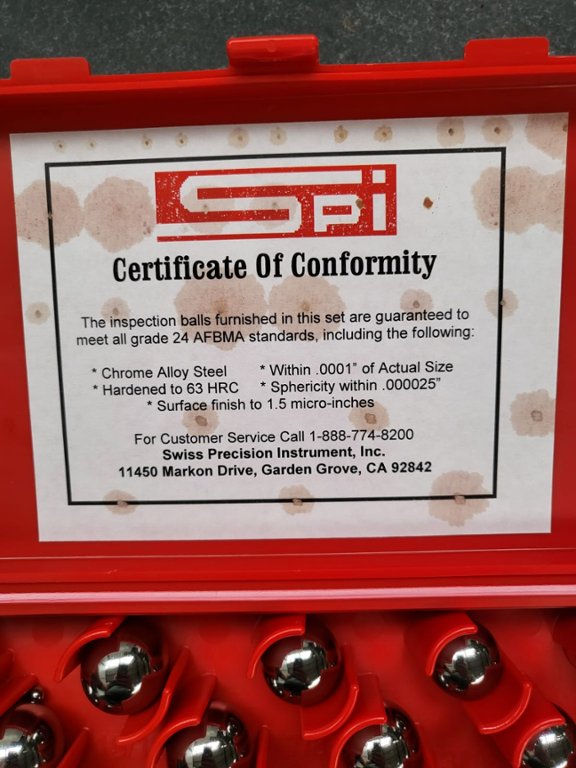 SPi
Certificate Of Conformity
The inspection balls furnished in this set are guaranteed to
meet all grade 24 AFBMA standards, including the following:
* Chrome Alloy Steel * Within .0001" of Actual Size
* Hardened to 63 HRC * Sphericity within .000025"
* Surface finish to 1.5 micro-inches
For Customer Service Call 1-888-774-8200
Swiss Precision Instrument, Inc.
11450 Markon Drive, Garden Grove, CA 92842